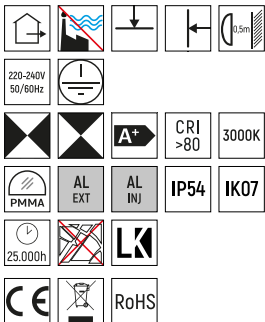 0,5m
220-240V
50/60Hz
A+
CRI
>80
3000K
PMMA
AL
EXT
AL
INJ
IP54
IK07
25.000h
LK
CE
RoHS